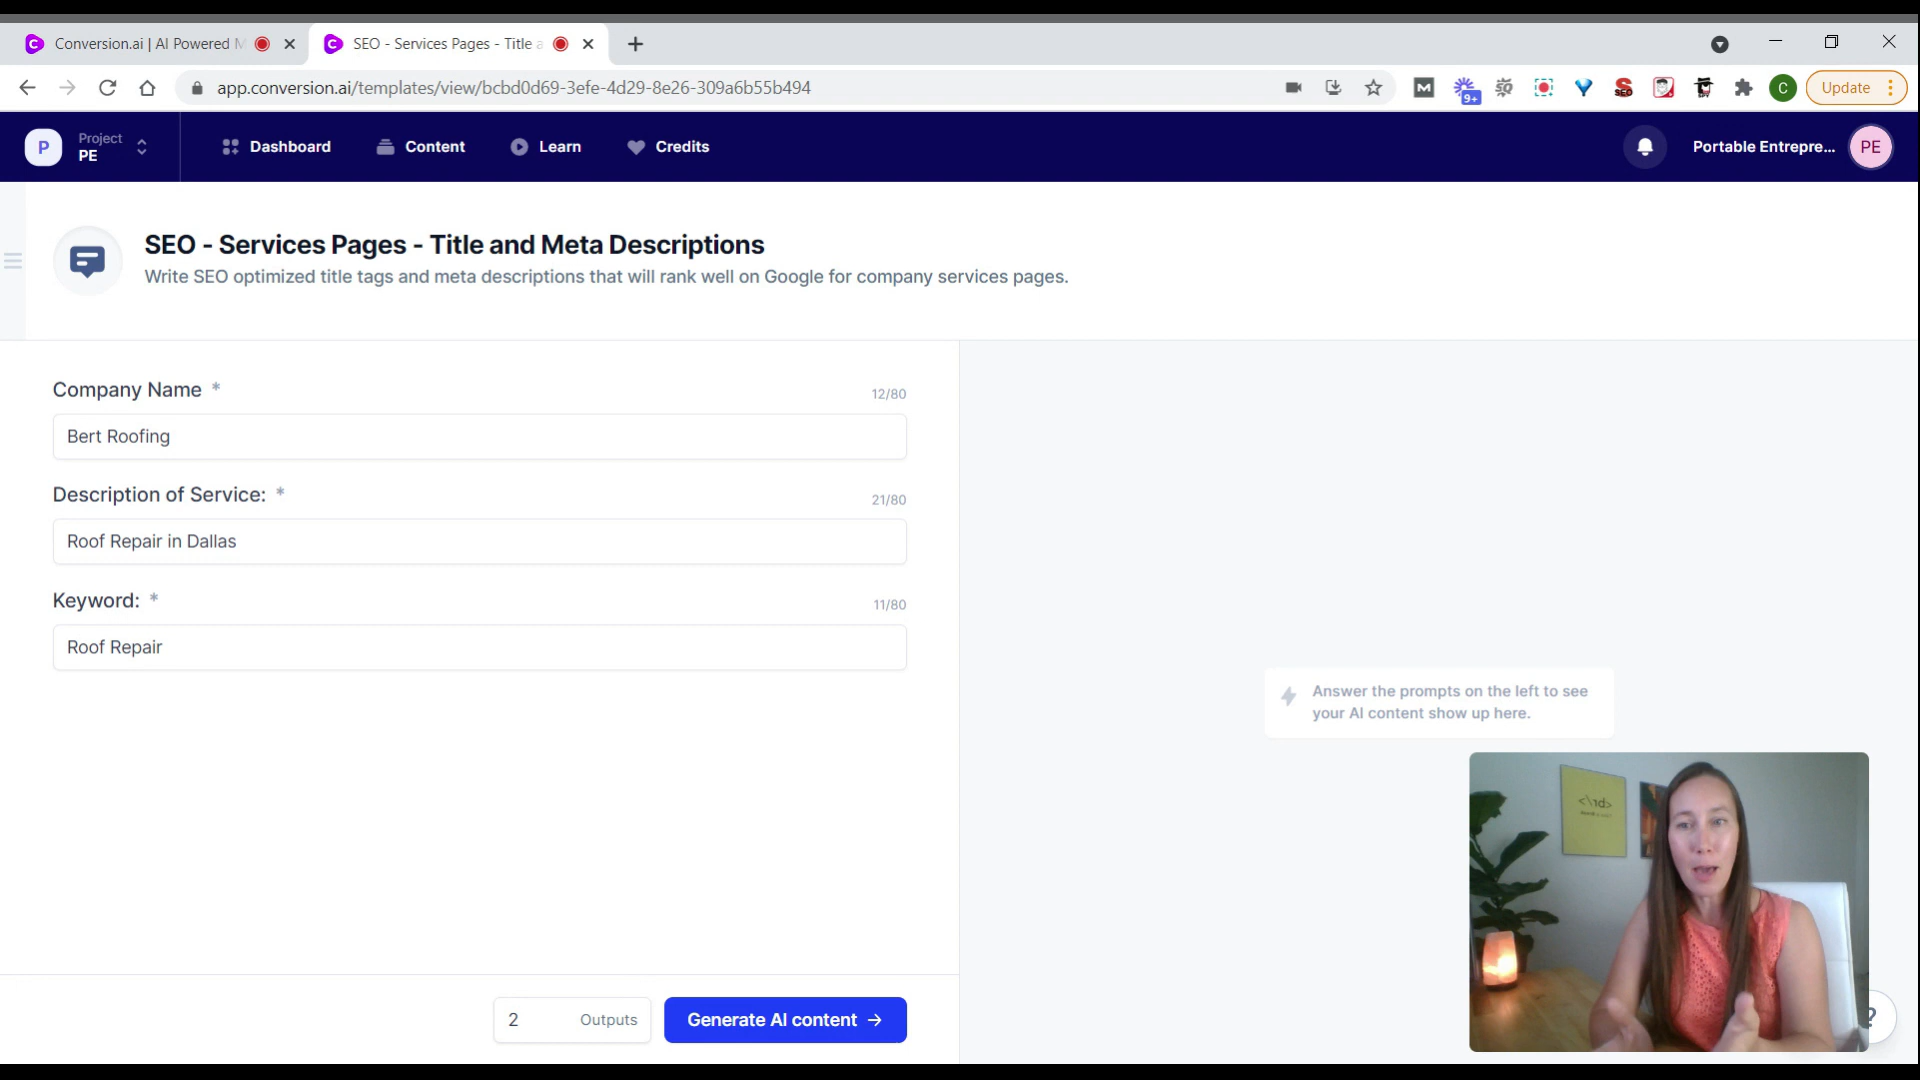 Conversion.ai | AI Powered M
SEO - Services Pages - Title a
app.conversion.ai/templates/view/bcbd0d69-3efe-4d29-8e26-309a6b55b494
M
9+
SQ
SEO
C
Update
P
Project
PE
Dashboard
Content
Learn
Credits
Portable Entrepre...
PE
SEO - Services Pages - Title and Meta Descriptions
Write SEO optimized title tags and meta descriptions that will rank well on Google for company services pages.
Company Name *
12/80
Bert Roofing
Description of Service: *
21/80
Roof Repair in Dallas
Keyword: *
11/80
Roof Repair
Answer the prompts on the left to see
your AI content show up here.
<br/>
2 Outputs
Generate AI content →
?